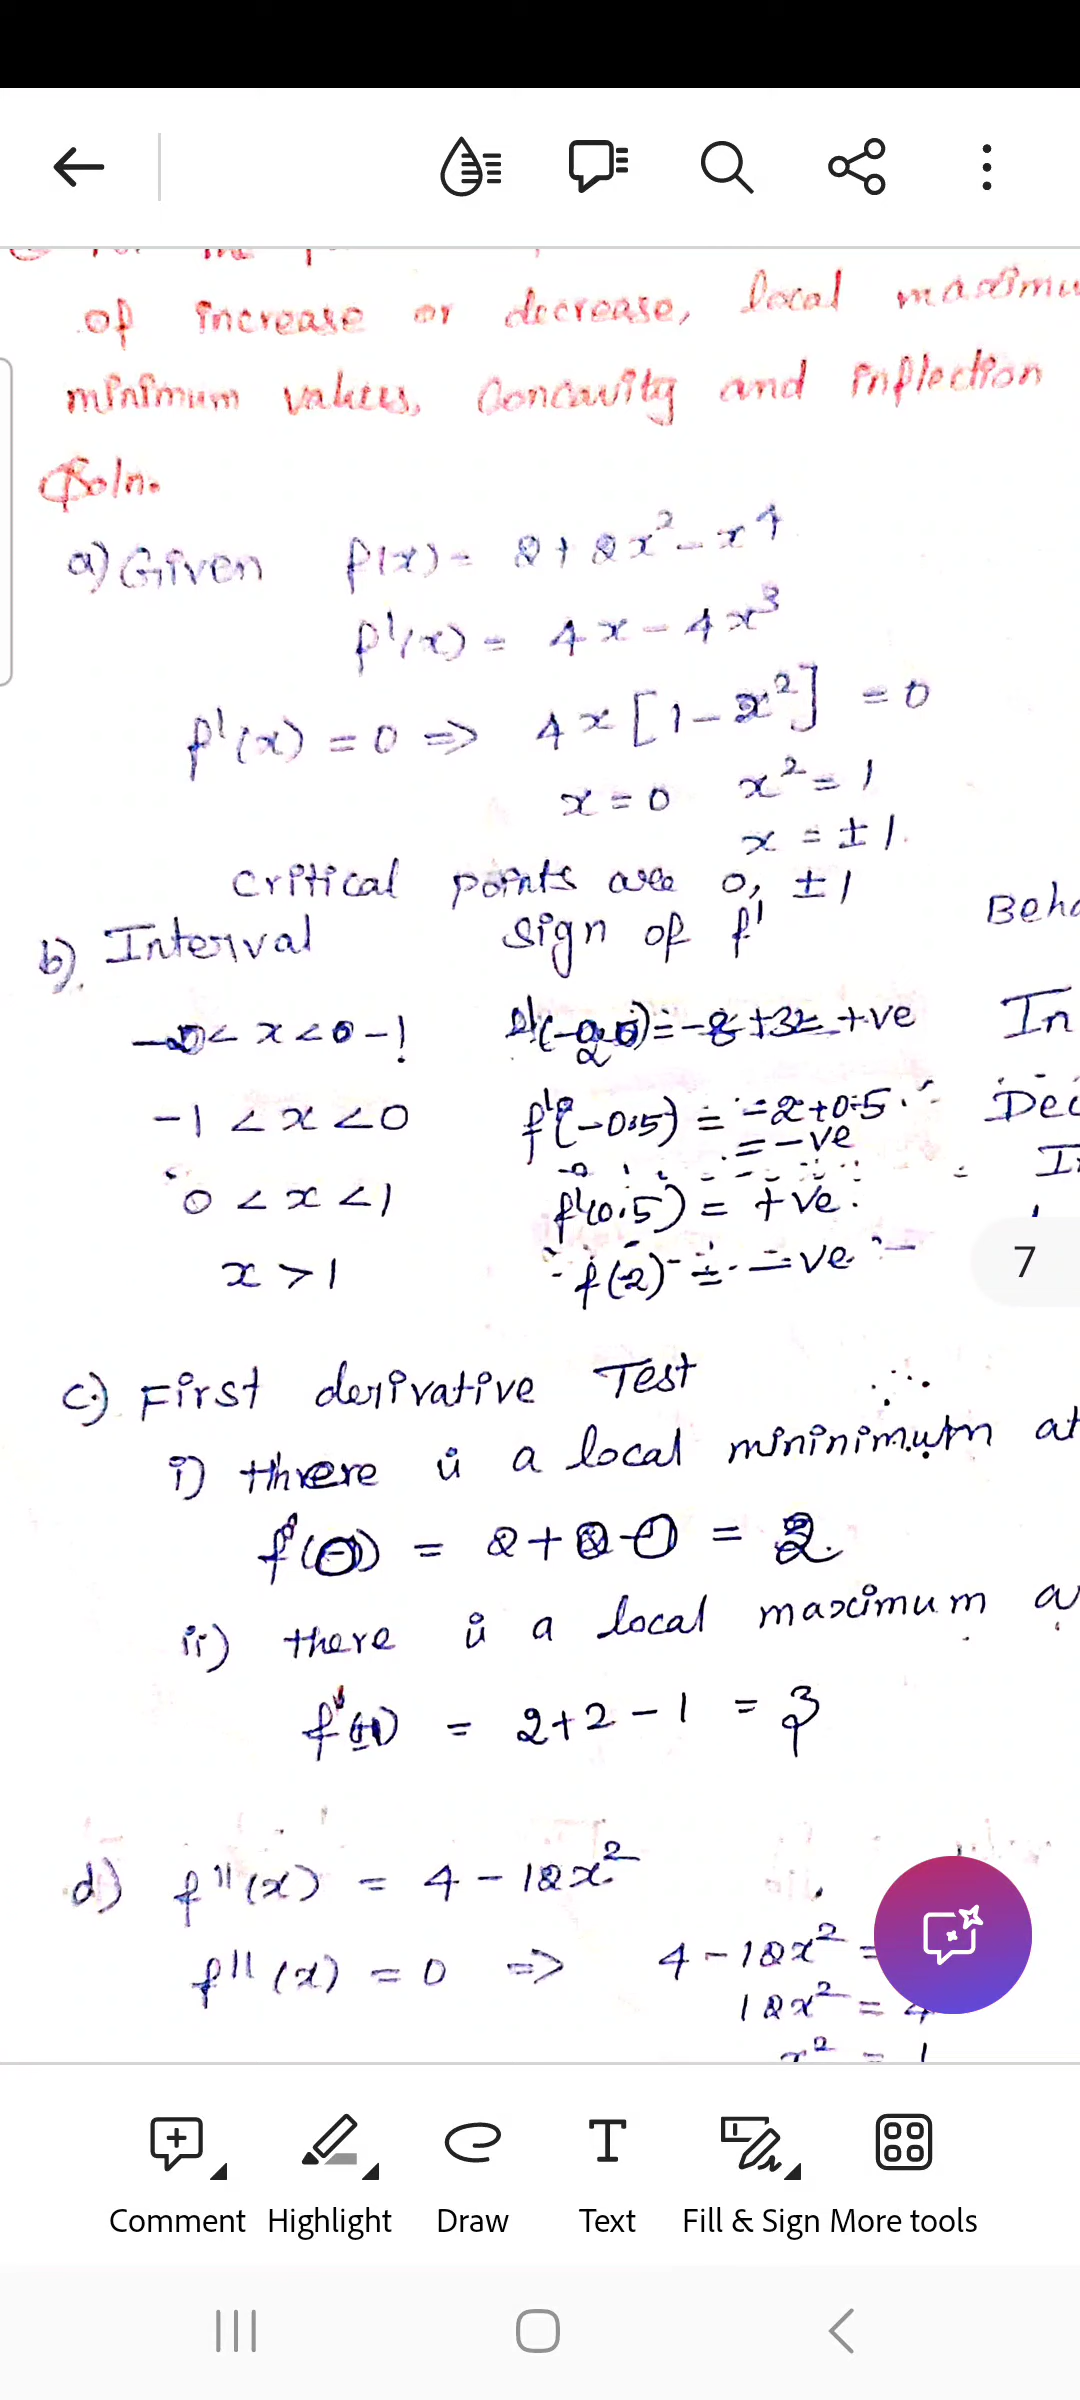 of increase or decrease, local maximu
minimum values, concavity and inflection
Soln.
a) Given f(x) = 2 + 2x² - x⁴
f'(x) = 4x - 4x³
f'(x) = 0 => 4x [1 - x²] = 0
x = 0 x² = 1
x = ±1.
critical points are 0, ±1
b). Interval sign of f' Beha
< x < -1 = -8 + 32 = +ve In
-1 < x < 0 f'(-0.5) = -2 + 0.5 Dec
= -ve
0 < x < 1 f'(0.5) = +ve. In
x > 1 f(2) = -ve
7
c) First derivative Test
i) there is a local mininimum at
f(0) = 2 + 0 - 0 = 2.
ii) there is a local maximum a
f(±1) = 2 + 2 - 1 = 3
d) f''(x) = 4 - 12x²
f''(x) = 0 => 4 - 12x² =
12x² = 4
x² = 1
Comment Highlight Draw Text Fill & Sign More tools